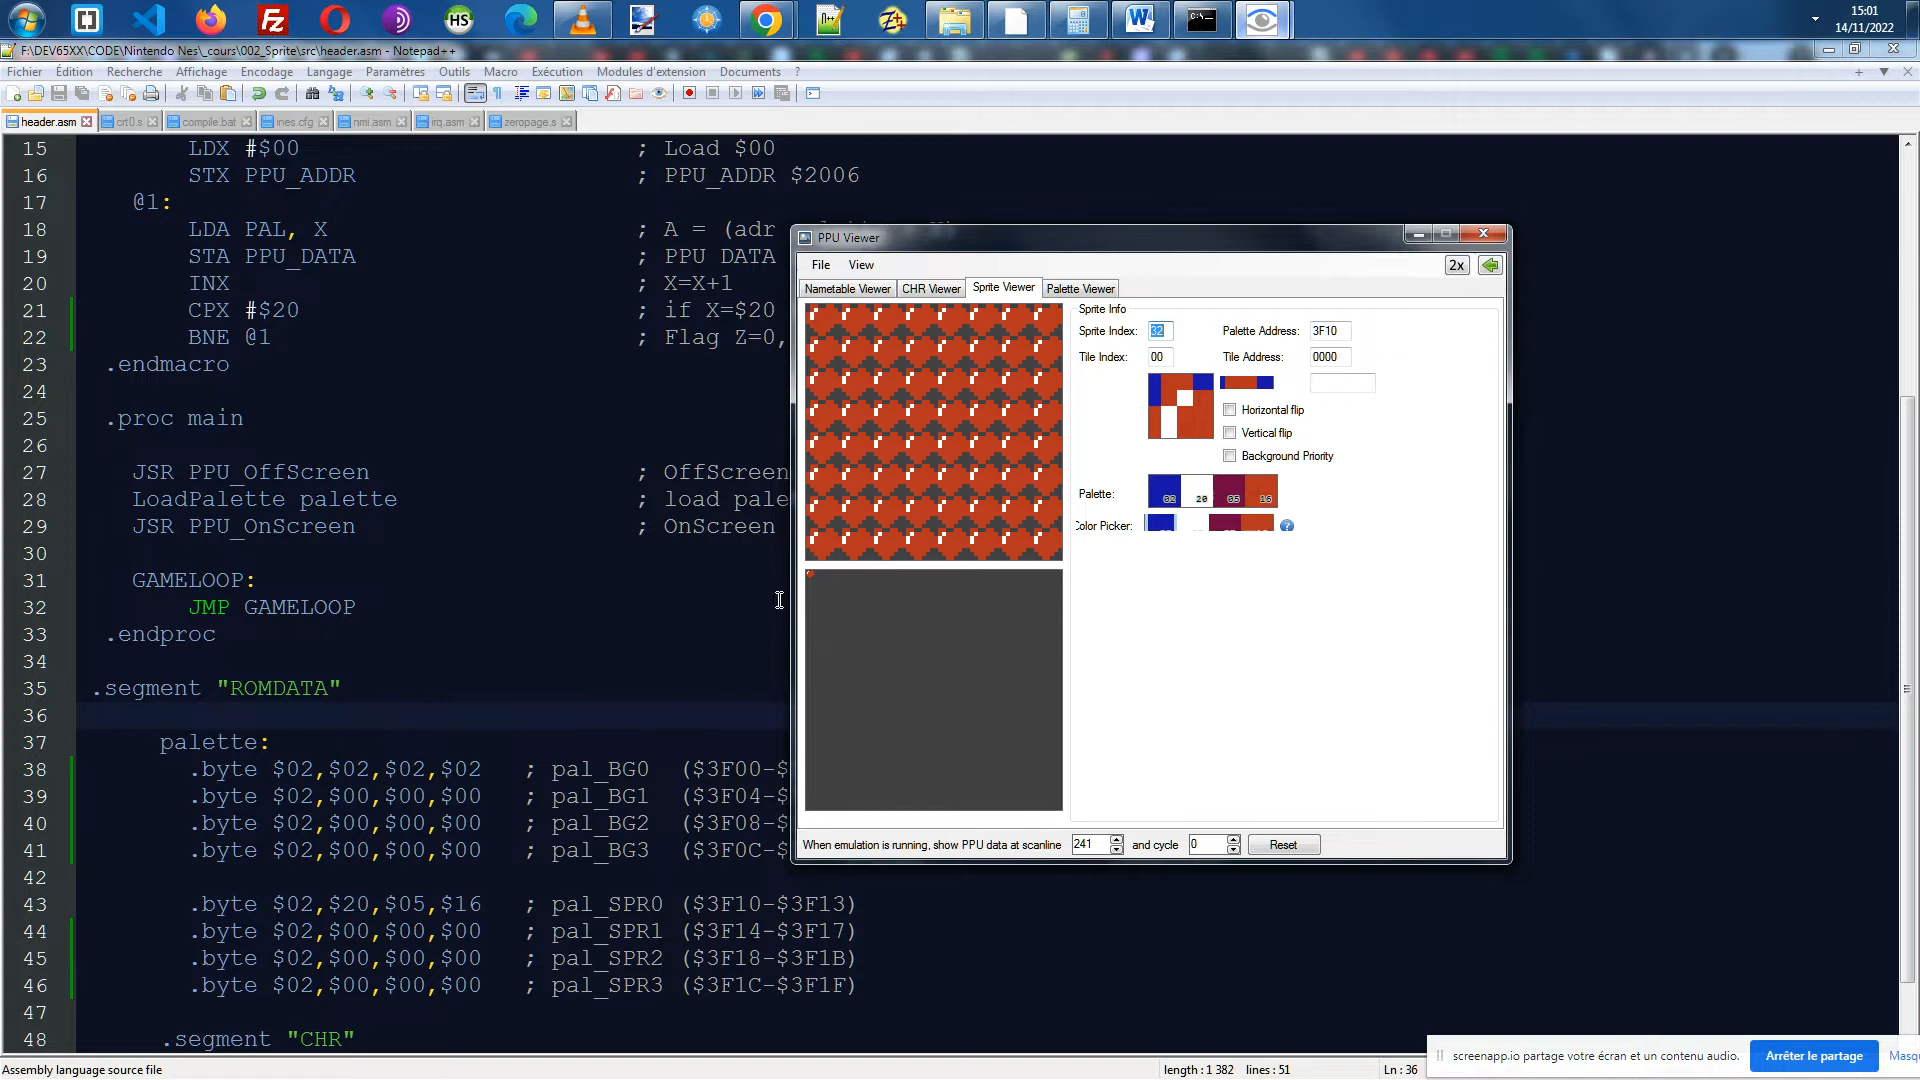 15:01
14/11/2022
F:\DEV65XX\CODE\Nintendo Nes\_cours\002_Sprite\src\header.asm - Notepad++
Fichier Édition Recherche Affichage Encodage Langage Paramètres Outils Macro Exécution Modules d'extension Documents ?
header.asm crt0.s compile.bat ines.cfg nmi.asm irq.asm zeropage.s
15 LDX #$00 ; Load $00
16 STX PPU_ADDR ; PPU_ADDR $2006
17 @1:
18 LDA PAL, X ; A = (adr
19 STA PPU_DATA ; PPU DATA
20 INX ; X=X+1
21 CPX #$20 ; if X=$20
22 BNE @1 ; Flag Z=0,
23 .endmacro
24
25 .proc main
26
27 JSR PPU_OffScreen ; OffScreen
28 LoadPalette palette ; load pale
29 JSR PPU_OnScreen ; OnScreen
30
31 GAMELOOP:
32 JMP GAMELOOP
33 .endproc
34
35 .segment "ROMDATA"
36
37 palette:
38 .byte $02,$02,$02,$02 ; pal_BG0 ($3F00-$
39 .byte $02,$00,$00,$00 ; pal_BG1 ($3F04-$
40 .byte $02,$00,$00,$00 ; pal_BG2 ($3F08-$
41 .byte $02,$00,$00,$00 ; pal_BG3 ($3F0C-$
42
43 .byte $02,$20,$05,$16 ; pal_SPR0 ($3F10-$3F13)
44 .byte $02,$00,$00,$00 ; pal_SPR1 ($3F14-$3F17)
45 .byte $02,$00,$00,$00 ; pal_SPR2 ($3F18-$3F1B)
46 .byte $02,$00,$00,$00 ; pal_SPR3 ($3F1C-$3F1F)
47
48 .segment "CHR"
PPU Viewer
File View 2x
Nametable Viewer CHR Viewer Sprite Viewer Palette Viewer
Sprite Info
Sprite Index: 32 Palette Address: 3F10
Tile Index: 00 Tile Address: 0000
Horizontal flip
Vertical flip
Background Priority
Palette: 02 20 05 16
Color Picker: ?
When emulation is running, show PPU data at scanline 241 and cycle 0 Reset
screenapp.io partage votre écran et un contenu audio. Arrêter le partage Masq
Assembly language source file length : 1 382 lines : 51 Ln : 36